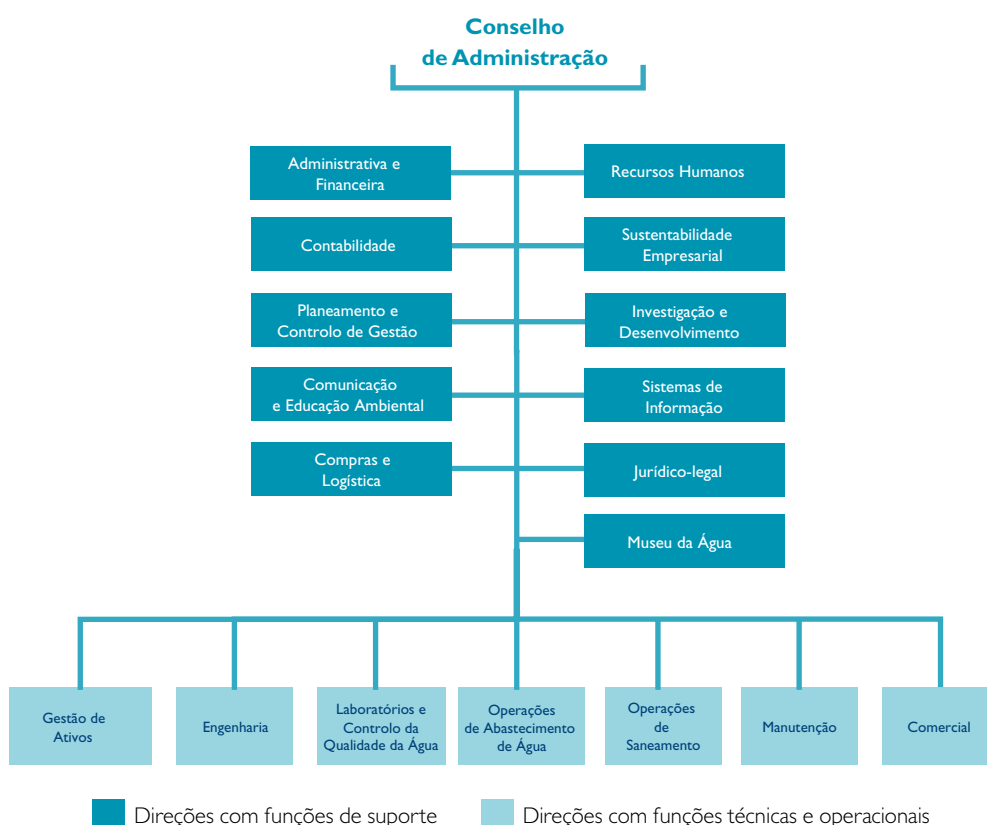 Conselho
de Administração
Administrativa e
Financeira
Recursos Humanos
Contabilidade
Sustentabilidade
Empresarial
Planeamento e
Controlo de Gestão
Investigação e
Desenvolvimento
Comunicação
e Educação Ambiental
Sistemas de
Informação
Compras e
Logística
Jurídico-legal
Museu da Água
Gestão de
Ativos
Engenharia
Laboratórios e
Controlo da
Qualidade da Água
Operações
de Abastecimento
de Água
Operações
de
Saneamento
Manutenção
Comercial
Direções com funções de suporte
Direções com funções técnicas e operacionais